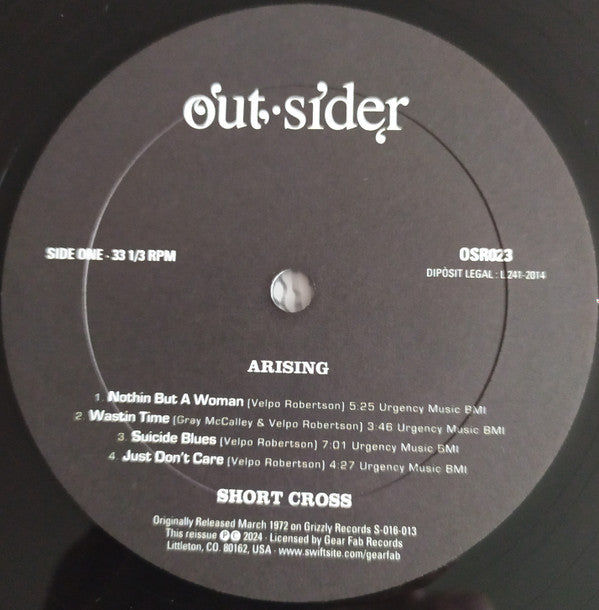 out·sider
SIDE ONE - 33 1/3 RPM
OSR023
DIPÒSIT LEGAL : L 241-2014
ARISING
1. Nothin But A Woman (Velpo Robertson) 5:25 Urgency Music BMI
2. Wastin Time (Gray McCalley & Velpo Robertson) 3:46 Urgency Music BMI
3. Suicide Blues (Velpo Robertson) 7:01 Urgency Music BMI
4. Just Don't Care (Velpo Robertson) 4:27 Urgency Music BMI
SHORT CROSS
Originally Released March 1972 on Grizzly Records S-016-013
This reissue ℗ © 2024 · Licensed by Gear Fab Records
Littleton, CO. 80162, USA · www.swiftsite.com/gearfab